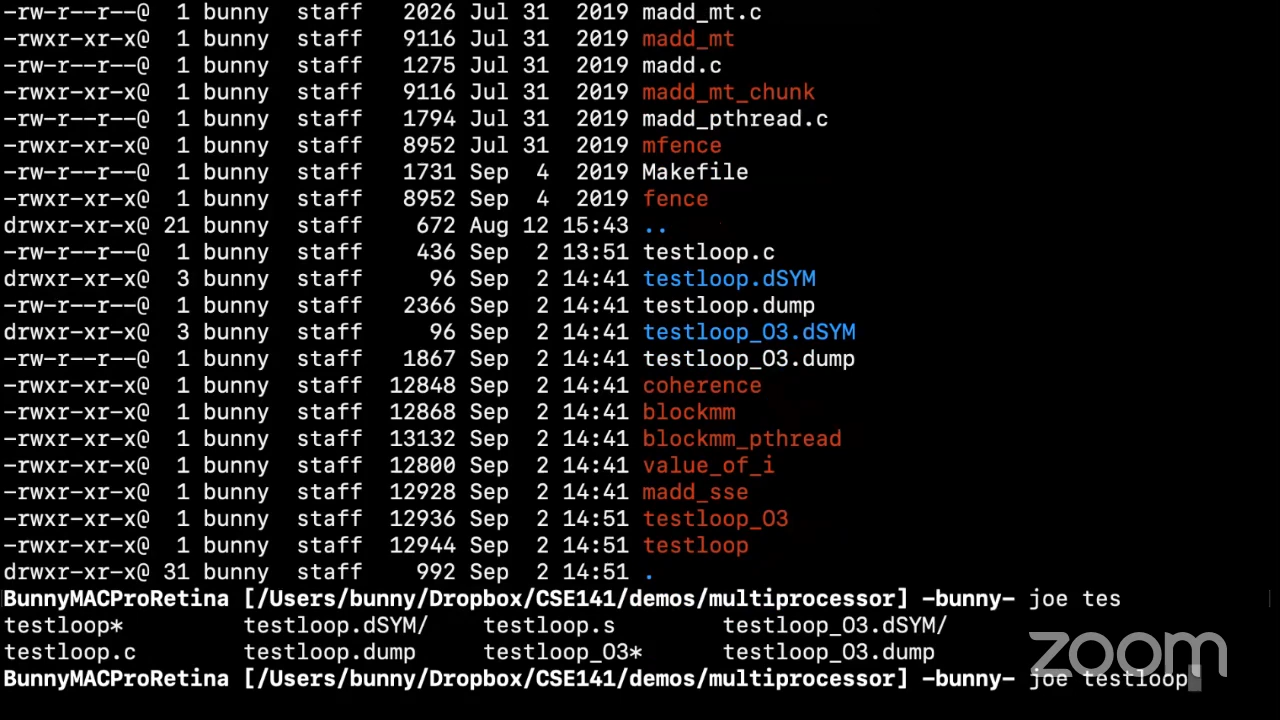 -rw-r--r--@  1 bunny  staff   2026 Jul 31  2019 madd_mt.c
-rwxr-xr-x@  1 bunny  staff   9116 Jul 31  2019 madd_mt
-rw-r--r--@  1 bunny  staff   1275 Jul 31  2019 madd.c
-rwxr-xr-x@  1 bunny  staff   9116 Jul 31  2019 madd_mt_chunk
-rw-r--r--@  1 bunny  staff   1794 Jul 31  2019 madd_pthread.c
-rwxr-xr-x@  1 bunny  staff   8952 Jul 31  2019 mfence
-rw-r--r--@  1 bunny  staff   1731 Sep  4  2019 Makefile
-rwxr-xr-x@  1 bunny  staff   8952 Sep  4  2019 fence
drwxr-xr-x@ 21 bunny  staff    672 Aug 12 15:43 ..
-rw-r--r--@  1 bunny  staff    436 Sep  2 13:51 testloop.c
drwxr-xr-x@  3 bunny  staff     96 Sep  2 14:41 testloop.dSYM
-rw-r--r--@  1 bunny  staff   2366 Sep  2 14:41 testloop.dump
drwxr-xr-x@  3 bunny  staff     96 Sep  2 14:41 testloop_O3.dSYM
-rw-r--r--@  1 bunny  staff   1867 Sep  2 14:41 testloop_O3.dump
-rwxr-xr-x@  1 bunny  staff  12848 Sep  2 14:41 coherence
-rwxr-xr-x@  1 bunny  staff  12868 Sep  2 14:41 blockmm
-rwxr-xr-x@  1 bunny  staff  13132 Sep  2 14:41 blockmm_pthread
-rwxr-xr-x@  1 bunny  staff  12800 Sep  2 14:41 value_of_i
-rwxr-xr-x@  1 bunny  staff  12928 Sep  2 14:41 madd_sse
-rwxr-xr-x@  1 bunny  staff  12936 Sep  2 14:51 testloop_O3
-rwxr-xr-x@  1 bunny  staff  12944 Sep  2 14:51 testloop
drwxr-xr-x@ 31 bunny  staff    992 Sep  2 14:51 .
BunnyMACProRetina [/Users/bunny/Dropbox/CSE141/demos/multiprocessor] -bunny- joe tes
testloop*         testloop.dSYM/    testloop.s        testloop_O3.dSYM/
testloop.c        testloop.dump     testloop_O3*      testloop_O3.dump
BunnyMACProRetina [/Users/bunny/Dropbox/CSE141/demos/multiprocessor] -bunny- joe testloop
zoom